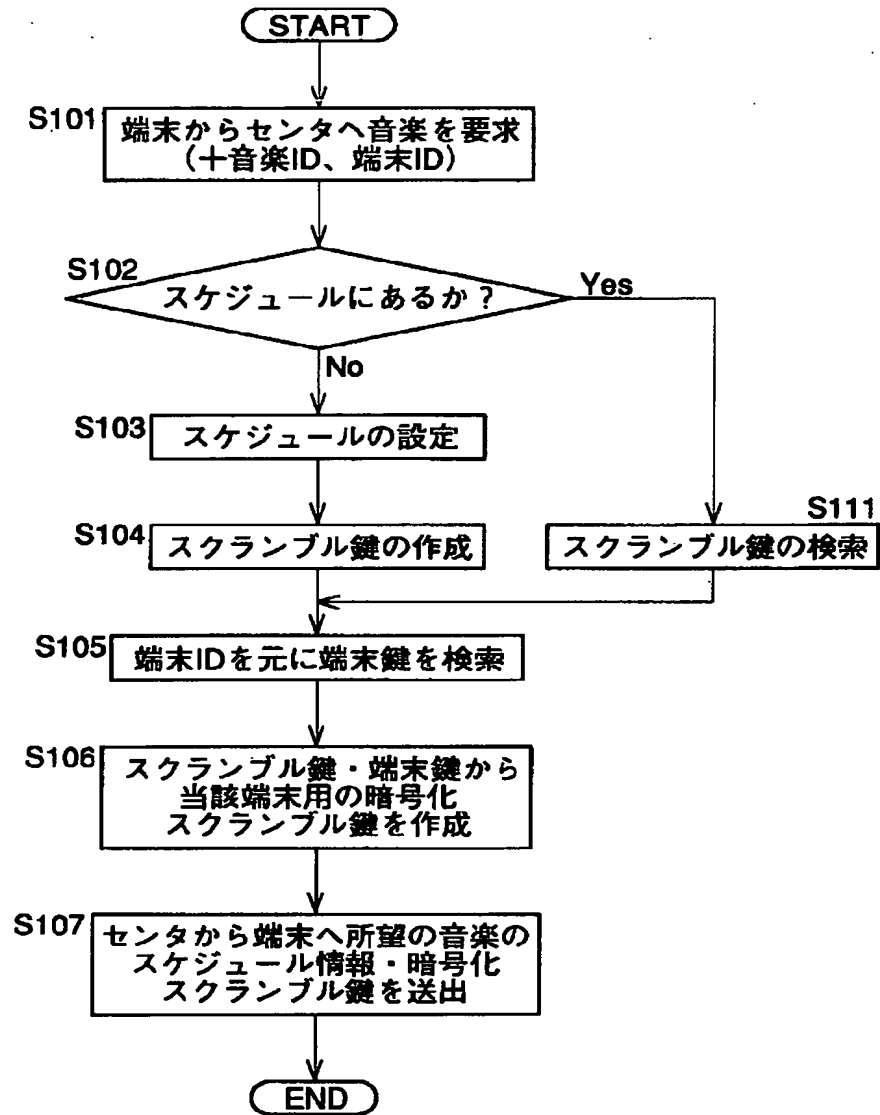 START
S101
端末からセンタへ音楽を要求
（＋音楽ID、端末ID）
S102
スケジュールにあるか？
Yes
No
S103
スケジュールの設定
S104
スクランブル鍵の作成
S111
スクランブル鍵の検索
S105
端末IDを元に端末鍵を検索
S106
スクランブル鍵・端末鍵から
当該端末用の暗号化
スクランブル鍵を作成
S107
センタから端末へ所望の音楽の
スケジュール情報・暗号化
スクランブル鍵を送出
END